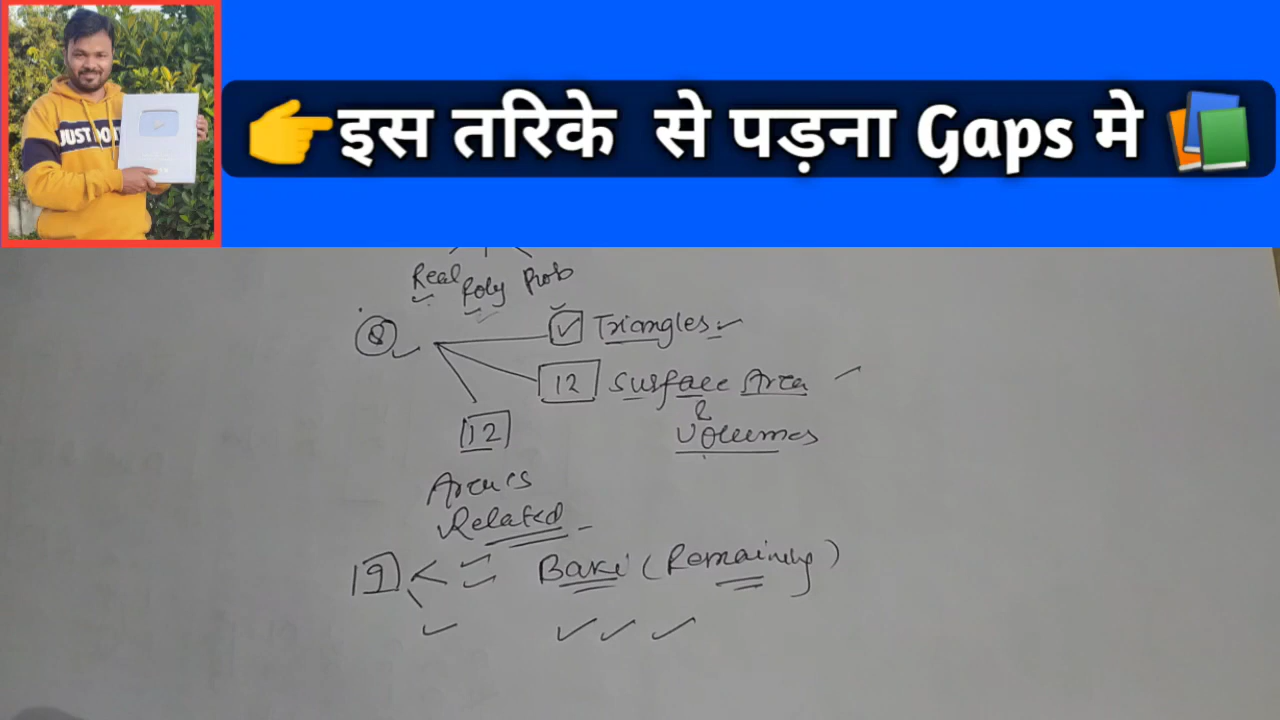 👉इस तरिके से पड़ना Gaps मे 📚
JUST DO IT
Real Poly Prob
8 Triangles
12 Surface Area
&
Volumes
12
Areas
Related
19 Baki (Remaining)